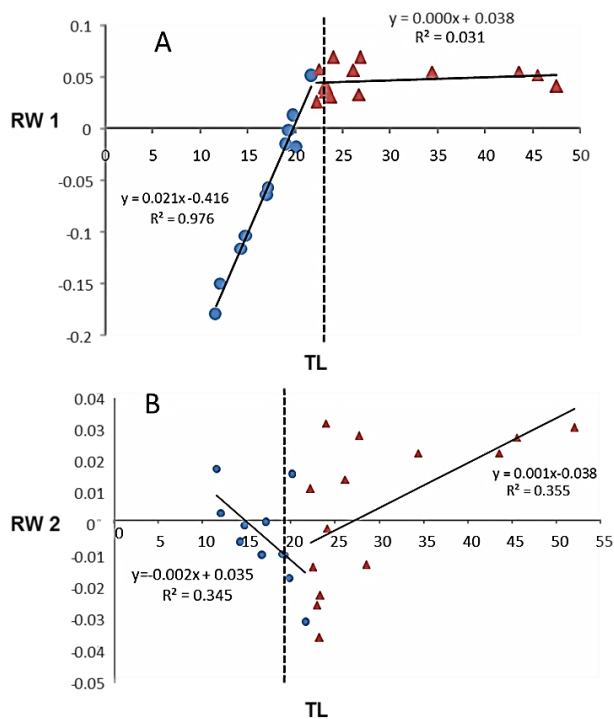 A
y = 0.000x + 0.038
R² = 0.031
0.1
0.05
RW 1
0
0 5 10 15 20 25 30 35 40 45 50
-0.05
y = 0.021x-0.416
R² = 0.976
-0.1
-0.15
-0.2
TL
B
0.04
0.03
0.02
y = 0.001x-0.038
R² = 0.355
0.01
RW 2
0
0 5 10 15 20 25 30 35 40 45 50 55
-0.01
y=-0.002x + 0.035
R² = 0.345
-0.02
-0.03
-0.04
-0.05
TL